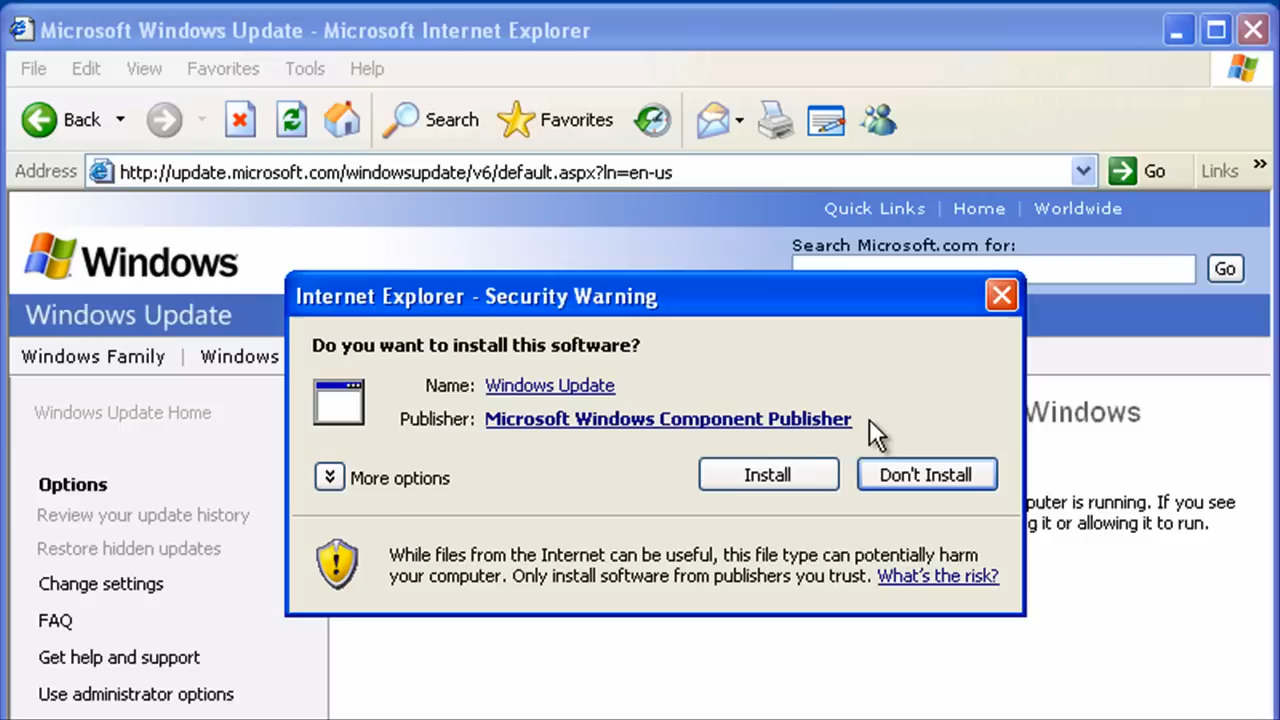 Microsoft Windows Update - Microsoft Internet Explorer
File Edit View Favorites Tools Help
Back Search Favorites
Address http://update.microsoft.com/windowsupdate/v6/default.aspx?ln=en-us Go Links »
Quick Links | Home | Worldwide
Windows
Search Microsoft.com for:
Go
Windows Update
Windows Family | Windows
Internet Explorer - Security Warning
Do you want to install this software?
Name: Windows Update
Publisher: Microsoft Windows Component Publisher
More options
Install
Don't Install
While files from the Internet can be useful, this file type can potentially harm
your computer. Only install software from publishers you trust. What's the risk?
Windows Update Home
Options
Review your update history
Restore hidden updates
Change settings
FAQ
Get help and support
Use administrator options
Windows
is running. If you see
it or allowing it to run.